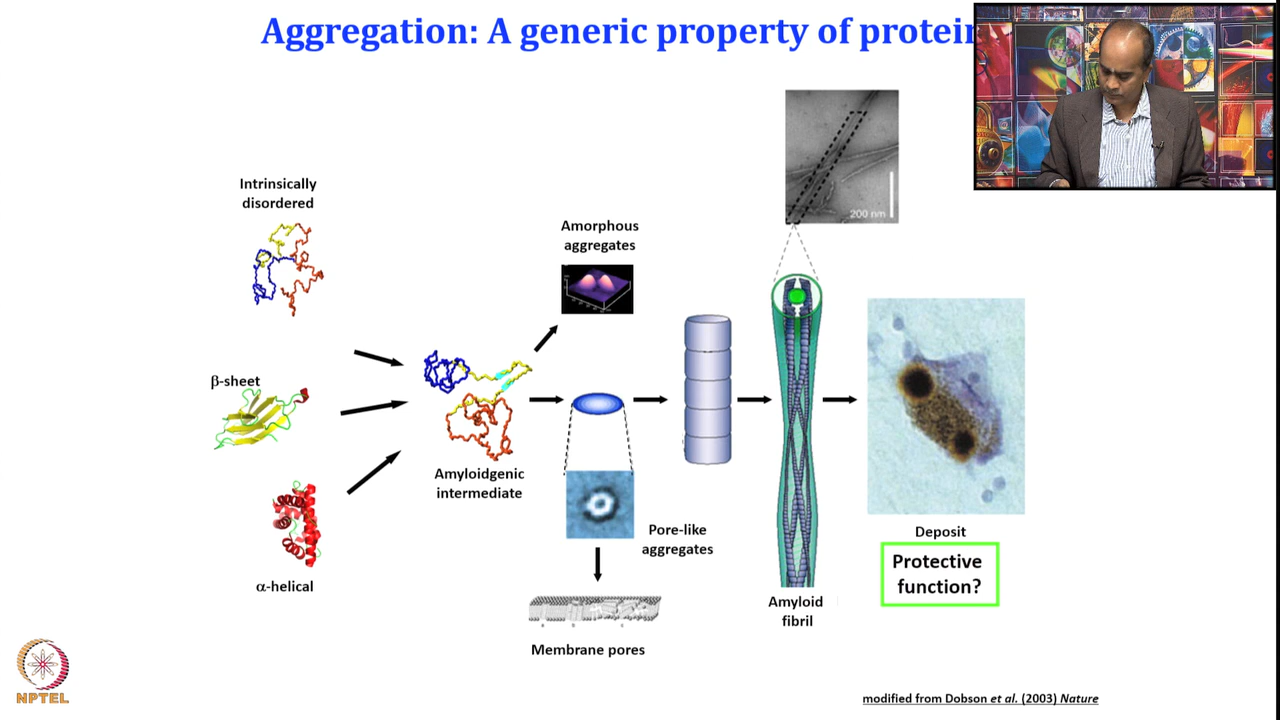 Aggregation: A generic property of protein
200 nm
Intrinsically
disordered
Amorphous
aggregates
β-sheet
Amyloidgenic
intermediate
Pore-like
aggregates
Deposit
Protective
function?
α-helical
Amyloid
fibril
Membrane pores
NPTEL
modified from Dobson et al. (2003) Nature